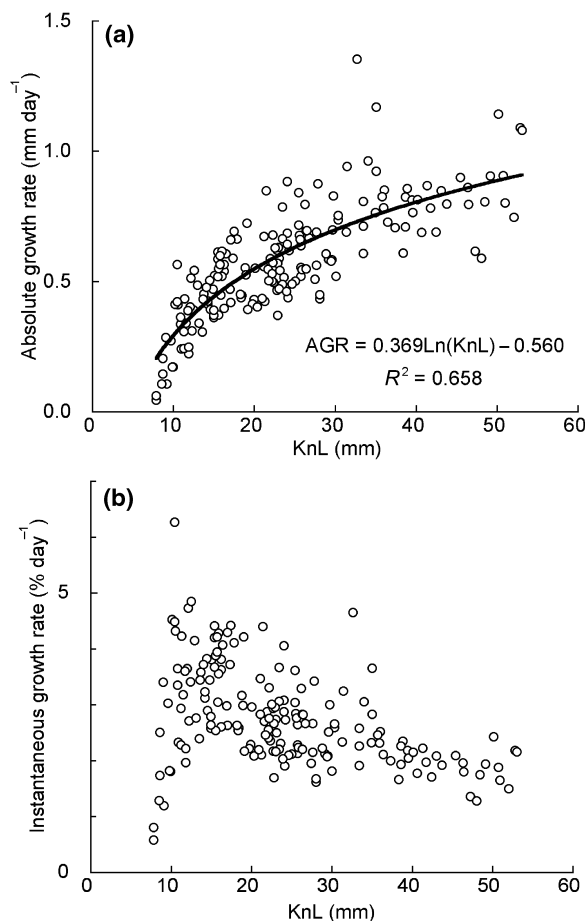 (a)
Absolute growth rate (mm day⁻¹)
1.5
1.0
0.5
0.0
AGR = 0.369Ln(KnL) – 0.560
R² = 0.658
0 10 20 30 40 50 60
KnL (mm)
(b)
Instantaneous growth rate (% day⁻¹)
5
0
0 10 20 30 40 50 60
KnL (mm)